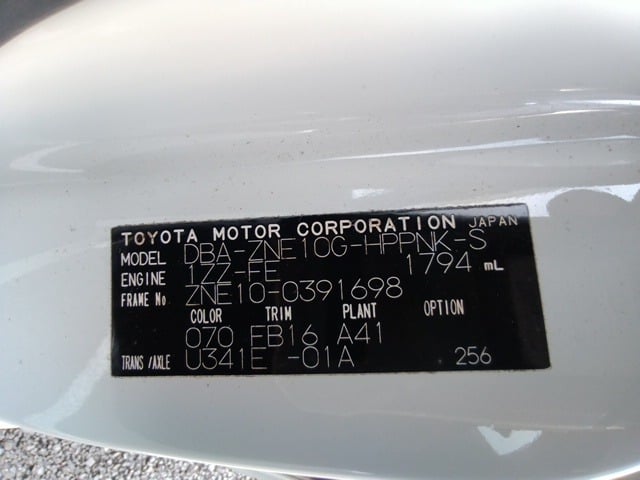 TOYOTA MOTOR CORPORATION JAPAN
MODEL DBA-ZNE10G-HPPNK-S
ENGINE 1ZZ-FE 1794 mL
FRAME No ZNE10-0391698
COLOR TRIM PLANT OPTION
070 FB16 A41
TRANS/AXLE U341E -01A 256